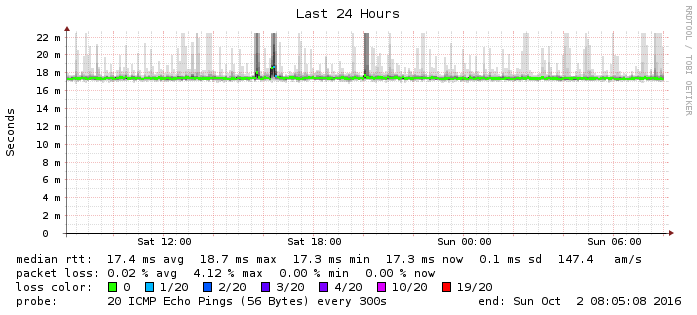 Last 24 Hours
RRDTOOL / TOBI OETIKER
Seconds
22 m
20 m
18 m
16 m
14 m
12 m
10 m
8 m
6 m
4 m
2 m
0
Sat 12:00 Sat 18:00 Sun 00:00 Sun 06:00
median rtt: 17.4 ms avg 18.7 ms max 17.3 ms min 17.3 ms now 0.1 ms sd 147.4 am/s
packet loss: 0.02 % avg 4.12 % max 0.00 % min 0.00 % now
loss color: 0 1/20 2/20 3/20 4/20 10/20 19/20
probe: 20 ICMP Echo Pings (56 Bytes) every 300s end: Sun Oct 2 08:05:08 2016